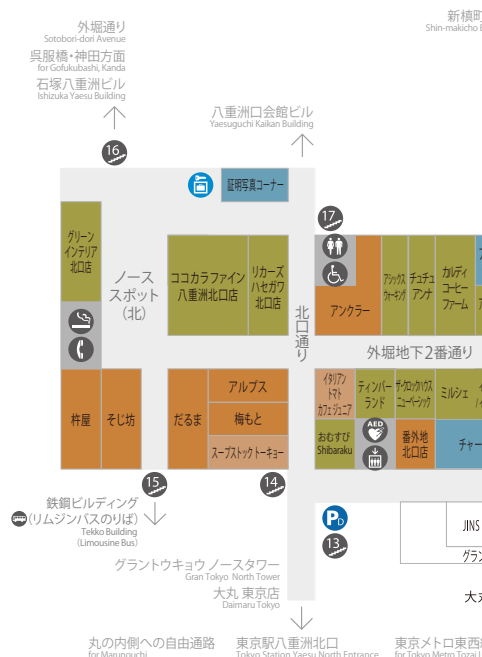 外堀通り
Sotobori-dori Avenue
呉服橋・神田方面
for Gofukubashi, Kanda
石塚八重洲ビル
Ishizuka Yaesu Building
新槇町
Shin-makicho
八重洲口会館ビル
Yaesuguchi Kaikan Building
16
証明写真コーナー
17
グリーン
インテリア
北口店
ノース
スポット
（北）
ココカラファイン
八重洲北口店
リカーズ
ハセガワ
北口店
北口通り
アンクラー
アシックス
ウォーキング
チュチュ
アンナ
カルディ
コーヒー
ファーム
外堀地下2番通り
杵屋
そじ坊
だるま
アルプス
梅もと
スープストックトーキョー
イタリアン
トマト
カフェジュニア
ティンバー
ランド
ザ・クロックハウス
ニューベーシック
ミルシェ
おむすび
Shibaraku
AED
番外地
北口店
チャー
15
14
鉄鋼ビルディング
（リムジンバスのりば）
Tekko Building
(Limousine Bus)
PD
13
JINS
グラン
グラントウキョウ ノースタワー
Gran Tokyo North Tower
大丸 東京店
Daimaru Tokyo
大丸
丸の内側への自由通路
for Marunouchi
東京駅八重洲北口
Tokyo Station Yaesu North Entrance
東京メトロ東西
for Tokyo Metro Tozai